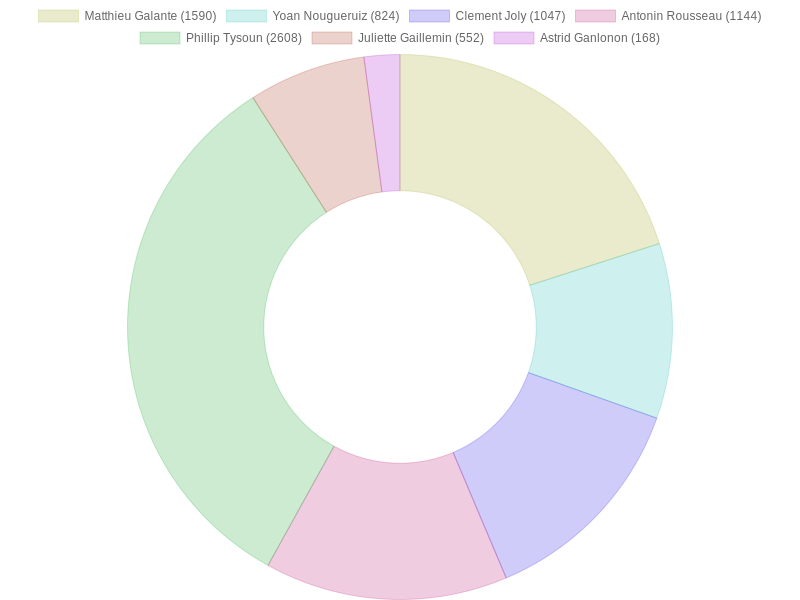 Matthieu Galante (1590) Yoan Nougueruiz (824) Clement Joly (1047) Antonin Rousseau (1144)
Phillip Tysoun (2608) Juliette Gaillemin (552) Astrid Ganlonon (168)